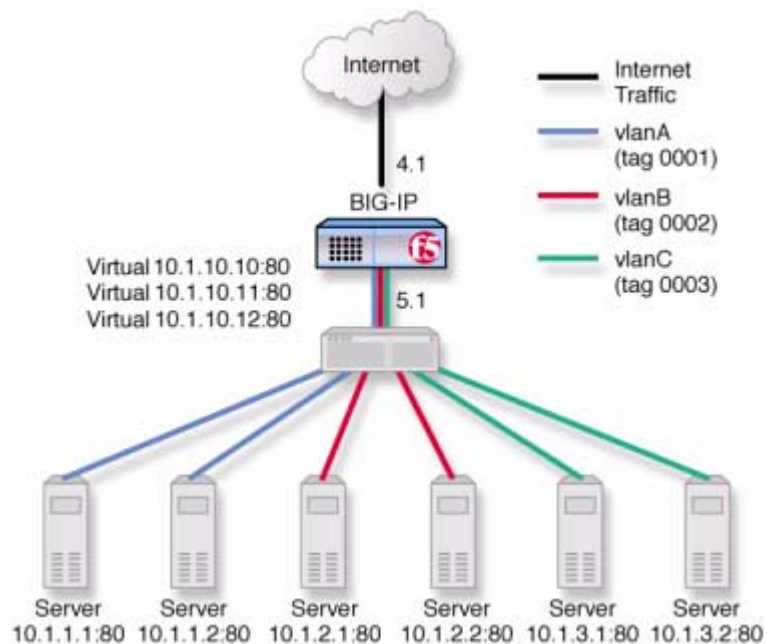 Internet
Internet
Traffic
vlanA
(tag 0001)
4.1
BIG-IP
vlanB
(tag 0002)
f5
vlanC
(tag 0003)
Virtual 10.1.10.10:80
Virtual 10.1.10.11:80
Virtual 10.1.10.12:80
5.1
Server
10.1.1.1:80
Server
10.1.1.2:80
Server
10.1.2.1:80
Server
10.1.2.2:80
Server
10.1.3.1:80
Server
10.1.3.2:80